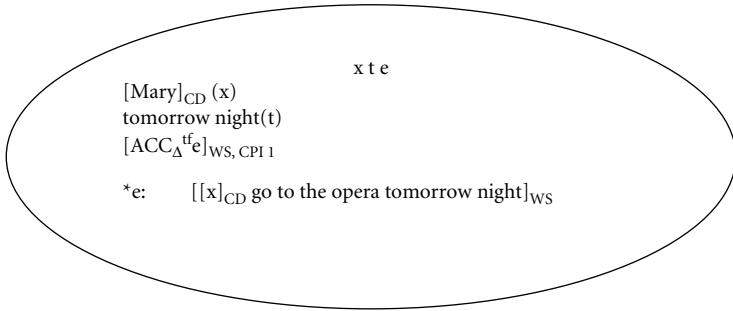 x t e
[Mary]CD (x)
tomorrow night(t)
[ACCΔtfe]WS, CPI 1
*e: [[x]CD go to the opera tomorrow night]WS